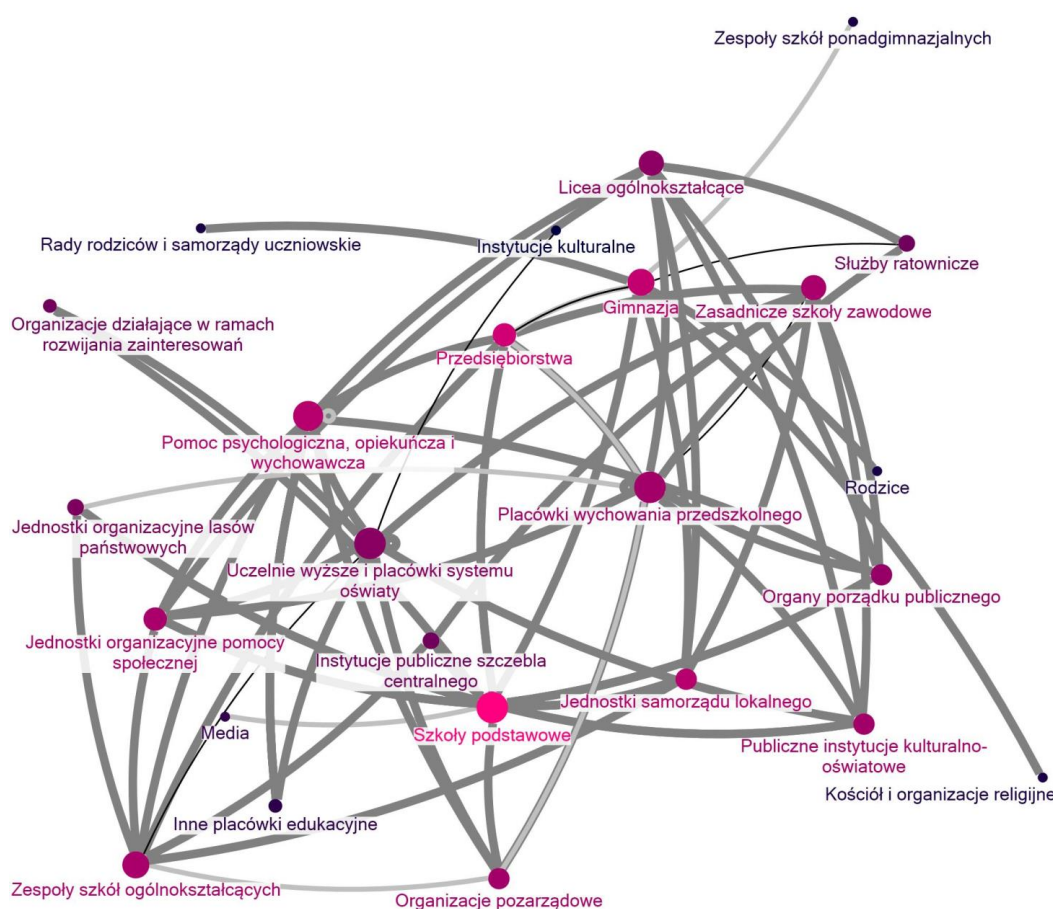 Zespoły szkół ponadgimnazjalnych
Licea ogólnokształcące
Rady rodziców i samorządy uczniowskie
Instytucje kulturalne
Służby ratownicze
Gimnazja
Zasadnicze szkoły zawodowe
Organizacje działające w ramach
rozwijania zainteresowań
Przedsiębiorstwa
Pomoc psychologiczna, opiekuńcza i
wychowawcza
Rodzice
Placówki wychowania przedszkolnego
Jednostki organizacyjne lasów
państwowych
Uczelnie wyższe i placówki systemu
oświaty
Organy porządku publicznego
Jednostki organizacyjne pomocy
społecznej
Instytucje publiczne szczebla
centralnego
Jednostki samorządu lokalnego
Media
Szkoły podstawowe
Publiczne instytucje kulturalno-
oświatowe
Kościół i organizacje religijne
Inne placówki edukacyjne
Zespoły szkół ogólnokształcących
Organizacje pozarządowe